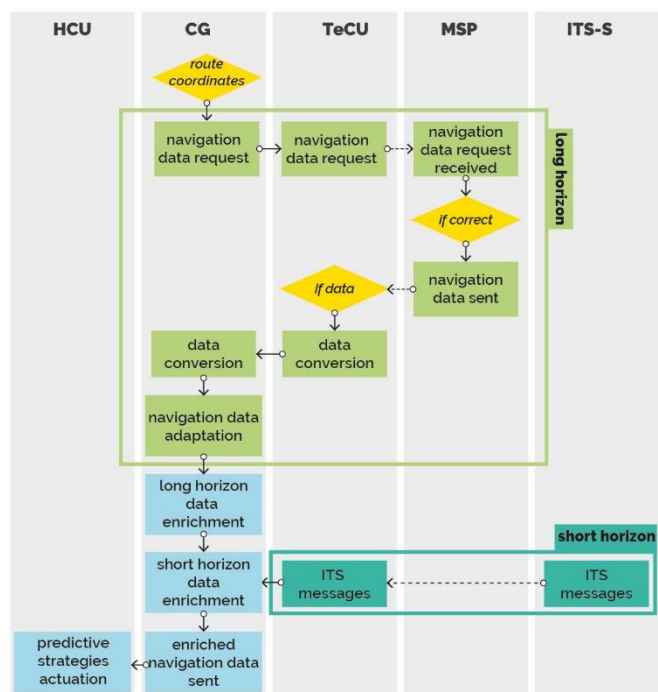 HCU
CG
TeCU
MSP
ITS-S
route
coordinates
navigation
data request
navigation
data request
navigation
data request
received
long horizon
if correct
navigation
data sent
if data
data
conversion
data
conversion
navigation data
adaptation
long horizon
data
enrichment
short horizon
short horizon
data
enrichment
ITS
messages
ITS
messages
predictive
strategies
actuation
enriched
navigation data
sent